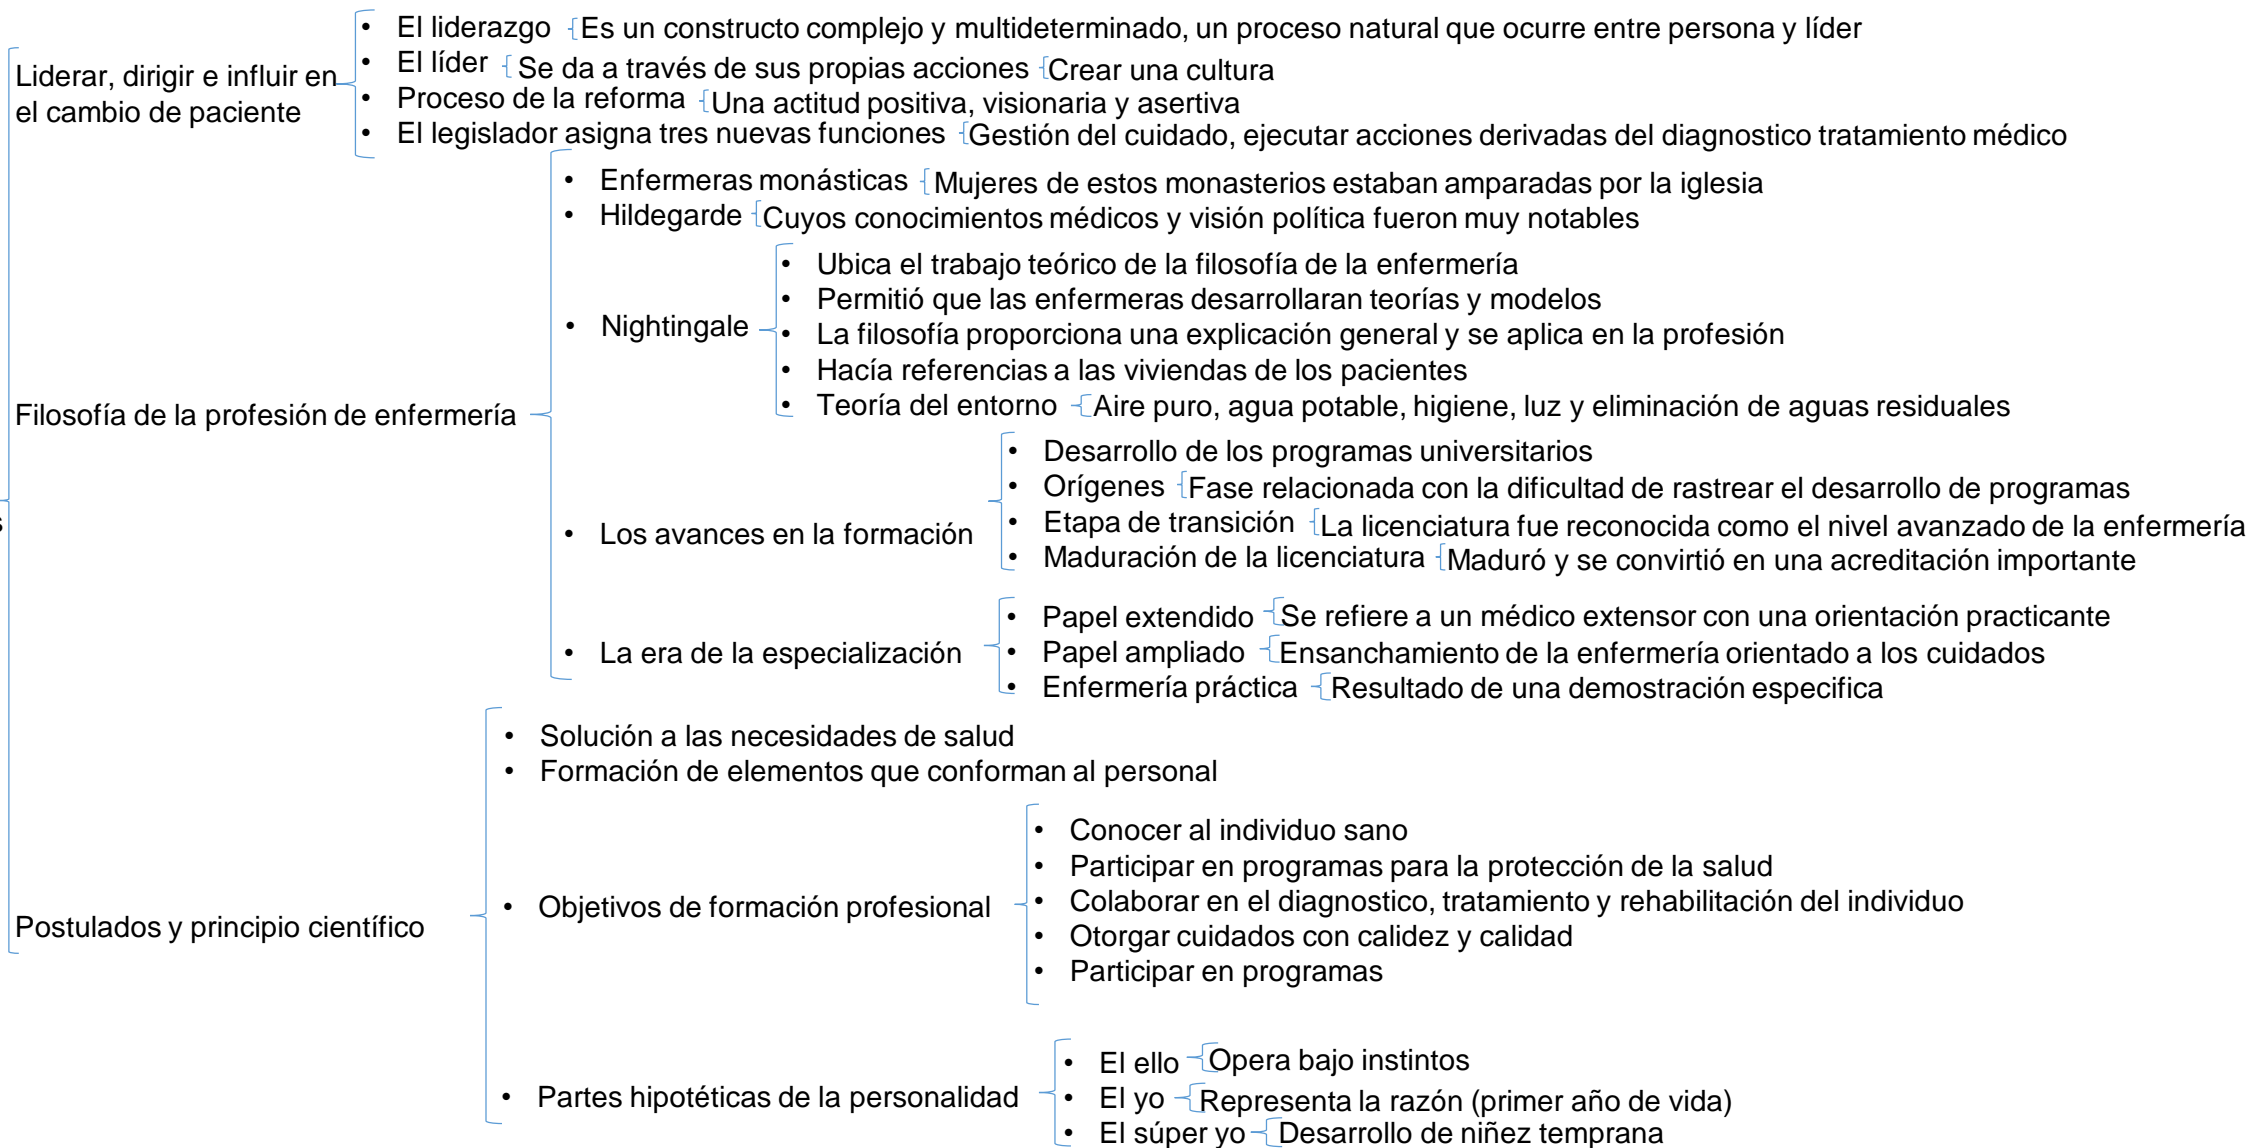 • El liderazgo Es un constructo complejo y multideterminado, un proceso natural que ocurre entre persona y líder
Liderar, dirigir e influir en
el cambio de paciente
• El líder Se da a través de sus propias acciones Crear una cultura
• Proceso de la reforma Una actitud positiva, visionaria y asertiva
• El legislador asigna tres nuevas funciones Gestión del cuidado, ejecutar acciones derivadas del diagnostico tratamiento médico
Filosofía de la profesión de enfermería
• Enfermeras monásticas Mujeres de estos monasterios estaban amparadas por la iglesia
• Hildegarde Cuyos conocimientos médicos y visión política fueron muy notables
• Nightingale
• Ubica el trabajo teórico de la filosofía de la enfermería
• Permitió que las enfermeras desarrollaran teorías y modelos
• La filosofía proporciona una explicación general y se aplica en la profesión
• Hacía referencias a las viviendas de los pacientes
• Teoría del entorno Aire puro, agua potable, higiene, luz y eliminación de aguas residuales
• Los avances en la formación
• Desarrollo de los programas universitarios
• Orígenes Fase relacionada con la dificultad de rastrear el desarrollo de programas
• Etapa de transición La licenciatura fue reconocida como el nivel avanzado de la enfermería
• Maduración de la licenciatura Maduró y se convirtió en una acreditación importante
• La era de la especialización
• Papel extendido Se refiere a un médico extensor con una orientación practicante
• Papel ampliado Ensanchamiento de la enfermería orientado a los cuidados
• Enfermería práctica Resultado de una demostración especifica
Postulados y principio científico
• Solución a las necesidades de salud
• Formación de elementos que conforman al personal
• Objetivos de formación profesional
• Conocer al individuo sano
• Participar en programas para la protección de la salud
• Colaborar en el diagnostico, tratamiento y rehabilitación del individuo
• Otorgar cuidados con calidez y calidad
• Participar en programas
• Partes hipotéticas de la personalidad
• El ello Opera bajo instintos
• El yo Representa la razón (primer año de vida)
• El súper yo Desarrollo de niñez temprana